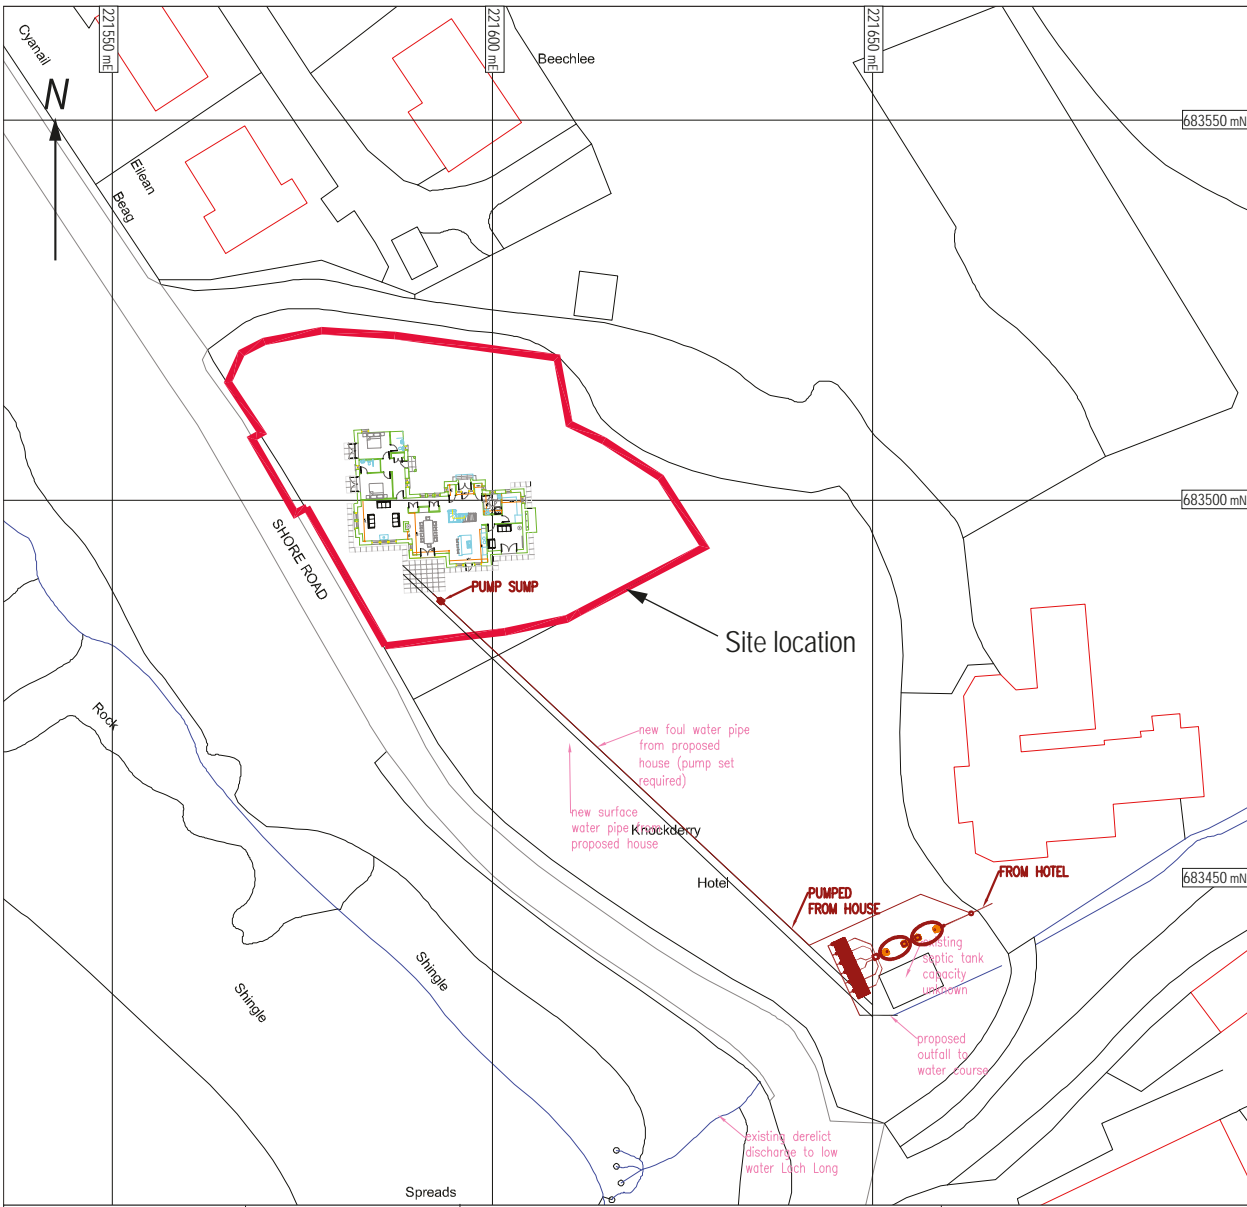 Cyanail
221550 mE
221600 mE
221650 mE
Beechlee
N
683550 mN
Eilean
Beag
683500 mN
SHORE ROAD
PUMP SUMP
Site location
Rock
new foul water pipe
from proposed
house (pump set
required)
new surface
water pipe from
proposed house
Knockderry
Hotel
683450 mN
FROM HOTEL
PUMPED
FROM HOUSE
existing
septic tank
capacity
unknown
Shingle
Shingle
proposed
outfall to
water course
existing derelict
discharge to low
water Loch Long
Spreads